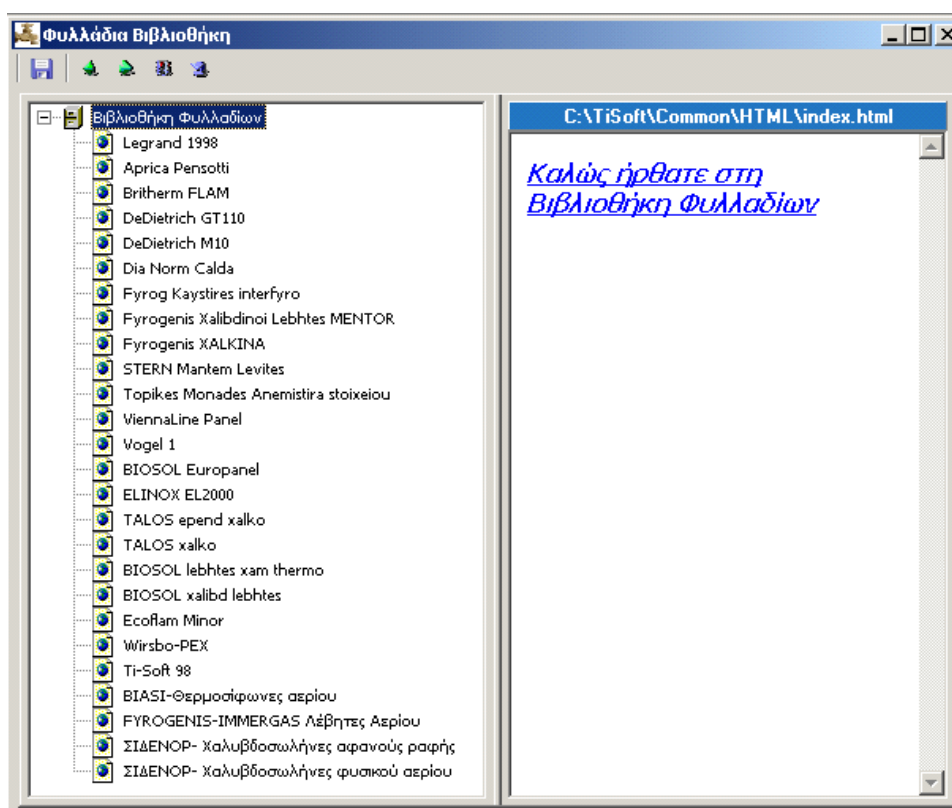 Φυλλάδια Βιβλιοθήκη
Βιβλιοθήκη Φυλλαδίων
Legrand 1998
Aprica Pensotti
Britherm FLAM
DeDietrich GT110
DeDietrich M10
Dia Norm Calda
Fyrog Kaystires interfyro
Fyrogenis Xalibdinoi Lebhtes MENTOR
Fyrogenis XALKINA
STERN Mantem Levites
Topikes Monades Anemistira stoixeiou
ViennaLine Panel
Vogel 1
BIOSOL Europanel
ELINOX EL2000
TALOS epend xalko
TALOS xalko
BIOSOL lebhtes xam thermo
BIOSOL xalibd lebhtes
Ecoflam Minor
Wirsbo-PEX
Ti-Soft 98
BIASI-Θερμοσίφωνες αερίου
FYROGENIS-IMMERGAS Λέβητες Αερίου
ΣΙΔΕΝΟΡ- Χαλυβδοσωλήνες αφανούς ραφής
ΣΙΔΕΝΟΡ- Χαλυβδοσωλήνες φυσικού αερίου
C:\TiSoft\Common\HTML\index.html
Καλώς ήρθατε στη
Βιβλιοθήκη Φυλλαδίων